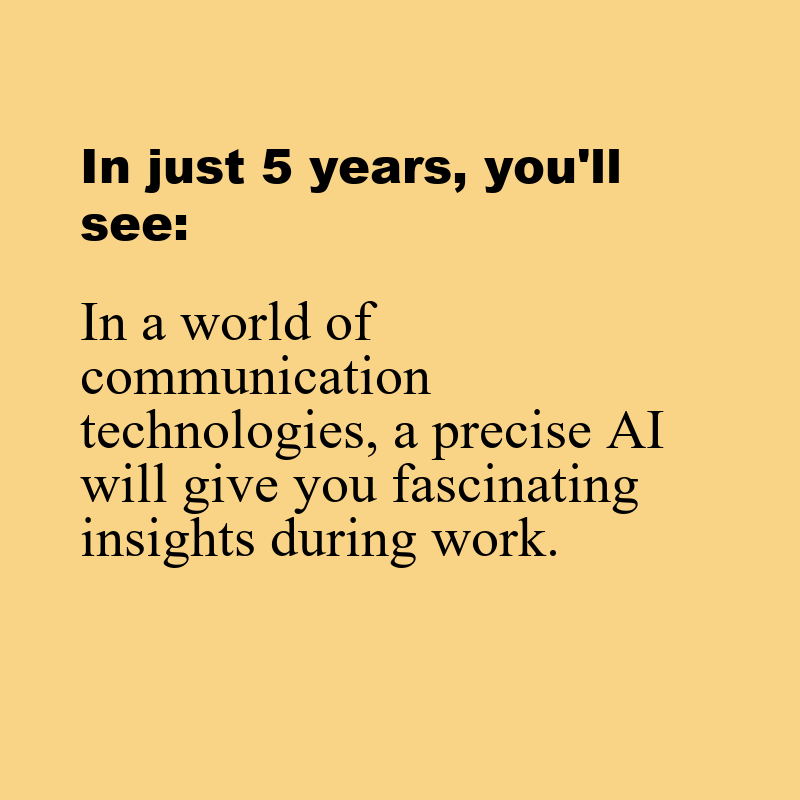 In just 5 years, you'll
see:
In a world of
communication
technologies, a precise AI
will give you fascinating
insights during work.